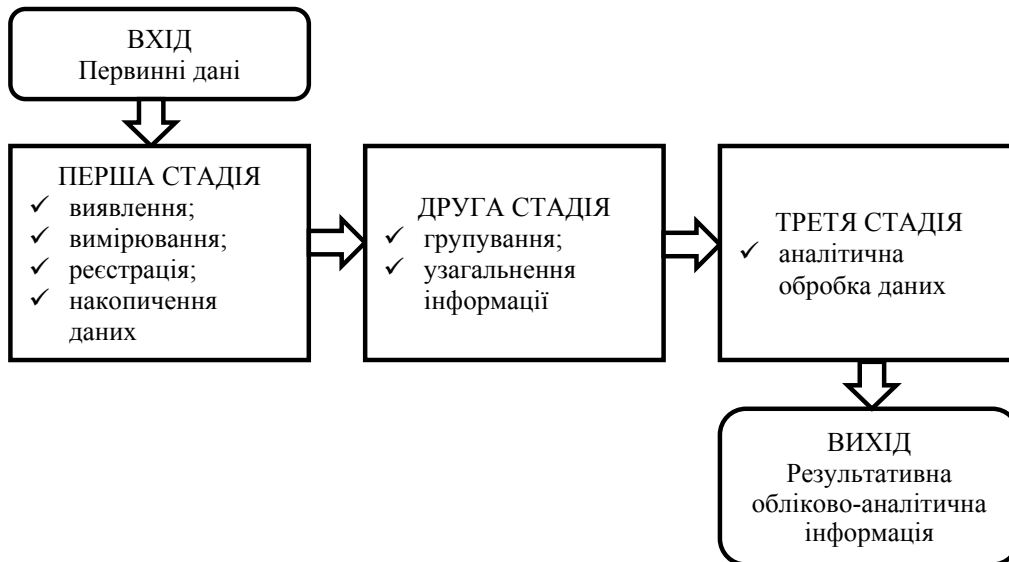 ВХІД
Первинні дані
ПЕРША СТАДІЯ
✓ виявлення;
✓ вимірювання;
✓ реєстрація;
✓ накопичення
даних
ДРУГА СТАДІЯ
✓ групування;
✓ узагальнення
інформації
ТРЕТЯ СТАДІЯ
✓ аналітична
обробка даних
ВИХІД
Результативна
обліково-аналітична
інформація